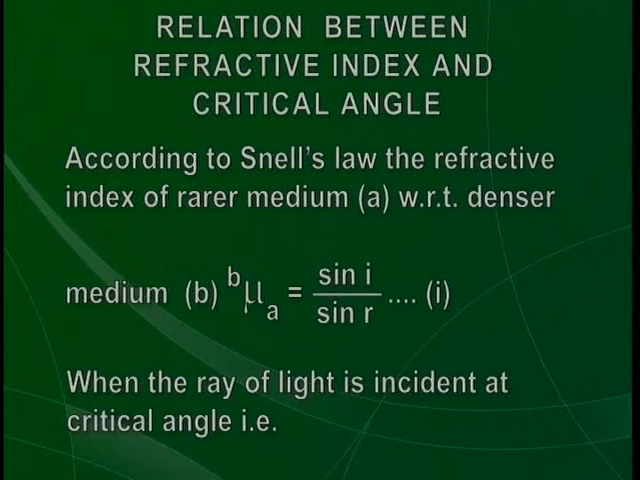 RELATION BETWEEN
REFRACTIVE INDEX AND
CRITICAL ANGLE
According to Snell's law the refractive
index of rarer medium (a) w.r.t. denser
medium (b) ᵇμₐ = sin i / sin r .... (i)
When the ray of light is incident at
critical angle i.e.